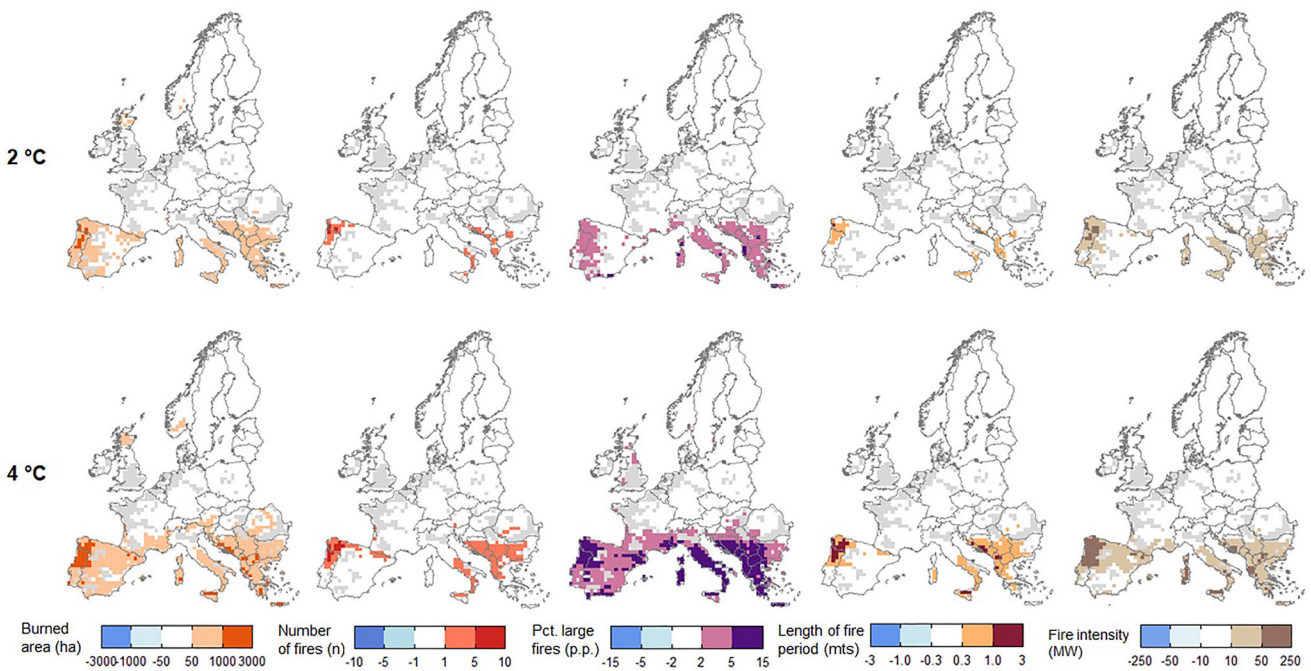 2 °C
4 °C
Burned
area (ha)
-3000 -1000 -50 50 1000 3000
Number
of fires (n)
-10 -5 -1 1 5 10
Pct. large
fires (p.p.)
-15 -5 -2 2 5 15
Length of fire
period (mts)
-3 -1.0 -0.3 0.3 1.0 3
Fire intensity
(MW)
-250 -50 -10 10 50 250